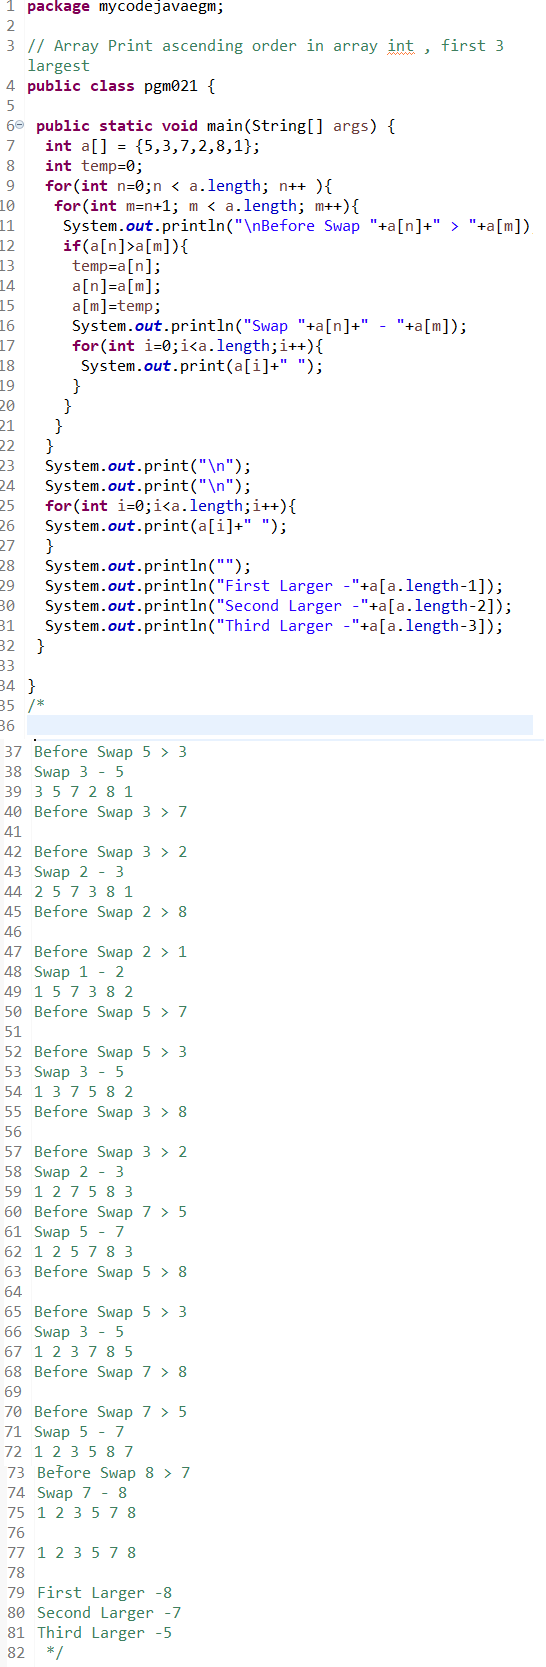 1 package mycodejavaegm;
2
3 // Array Print ascending order in array int , first 3
largest
4 public class pgm021 {
5
6 public static void main(String[] args) {
7 int a[] = {5,3,7,2,8,1};
8 int temp=0;
9 for(int n=0;n < a.length; n++ ){
10 for(int m=n+1; m < a.length; m++){
11 System.out.println("\nBefore Swap "+a[n]+" > "+a[m])
12 if(a[n]>a[m]){
13 temp=a[n];
14 a[n]=a[m];
15 a[m]=temp;
16 System.out.println("Swap "+a[n]+" - "+a[m]);
17 for(int i=0;i<a.length;i++){
18 System.out.print(a[i]+" ");
19 }
20 }
21 }
22 }
23 System.out.print("\n");
24 System.out.print("\n");
25 for(int i=0;i<a.length;i++){
26 System.out.print(a[i]+" ");
27 }
28 System.out.println("");
29 System.out.println("First Larger -"+a[a.length-1]);
30 System.out.println("Second Larger -"+a[a.length-2]);
31 System.out.println("Third Larger -"+a[a.length-3]);
32 }
33
34 }
35 /*
36
37 Before Swap 5 > 3
38 Swap 3 - 5
39 3 5 7 2 8 1
40 Before Swap 3 > 7
41
42 Before Swap 3 > 2
43 Swap 2 - 3
44 2 5 7 3 8 1
45 Before Swap 2 > 8
46
47 Before Swap 2 > 1
48 Swap 1 - 2
49 1 5 7 3 8 2
50 Before Swap 5 > 7
51
52 Before Swap 5 > 3
53 Swap 3 - 5
54 1 3 7 5 8 2
55 Before Swap 3 > 8
56
57 Before Swap 3 > 2
58 Swap 2 - 3
59 1 2 7 5 8 3
60 Before Swap 7 > 5
61 Swap 5 - 7
62 1 2 5 7 8 3
63 Before Swap 5 > 8
64
65 Before Swap 5 > 3
66 Swap 3 - 5
67 1 2 3 7 8 5
68 Before Swap 7 > 8
69
70 Before Swap 7 > 5
71 Swap 5 - 7
72 1 2 3 5 8 7
73 Before Swap 8 > 7
74 Swap 7 - 8
75 1 2 3 5 7 8
76
77 1 2 3 5 7 8
78
79 First Larger -8
80 Second Larger -7
81 Third Larger -5
82 */